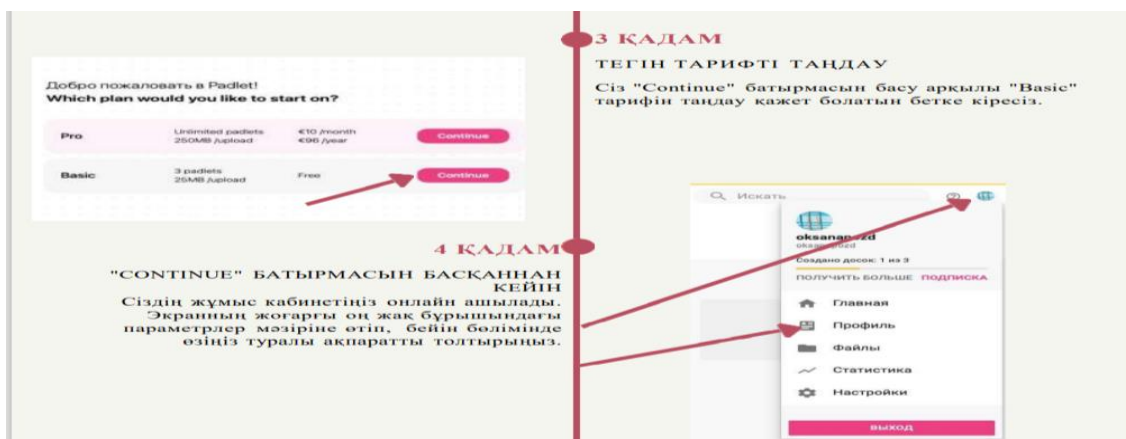 3 ҚАДАМ
ТЕГІН ТАРИФТІ ТАҢДАУ
Сіз "Continue" батырмасын басу арқылы "Basic"
тарифін таңдау қажет болатын бетке кіресіз.
Добро пожаловать в Padlet!
Which plan would you like to start on?
Pro
Unlimited padlets
250MB /upload
€10 /month
€96 /year
Continue
Basic
3 padlets
25MB /upload
Free
Continue
4 ҚАДАМ
"CONTINUE" БАТЫРМАСЫН БАСҚАННАН
КЕЙІН
Сіздің жұмыс кабинетіңіз онлайн ашылады.
Экранның жоғарғы оң жақ бұрышындағы
параметрлер мәзіріне өтіп, бейін бөлімінде
өзіңіз туралы ақпаратты толтырыңыз.
Искать
oksanapozd
oksanapozd
Создано досок: 1 из 3
ПОЛУЧИТЬ БОЛЬШЕ ПОДПИСКА
Главная
Профиль
Файлы
Статистика
Настройки
ВЫХОД